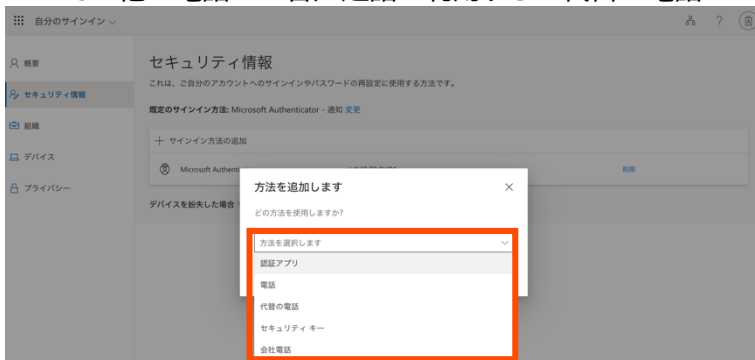 自分のサインイン
?
概要
セキュリティ情報
組織
デバイス
プライバシー
セキュリティ情報
これは、ご自分のアカウントへのサインインやパスワードの再設定に使用する方法です。
既定のサインイン方法: Microsoft Authenticator - 通知 変更
+ サインイン方法の追加
Microsoft Authent
削除
デバイスを紛失した場合
方法を追加します
どの方法を使用しますか?
方法を選択します
認証アプリ
電話
代替の電話
セキュリティ キー
会社電話